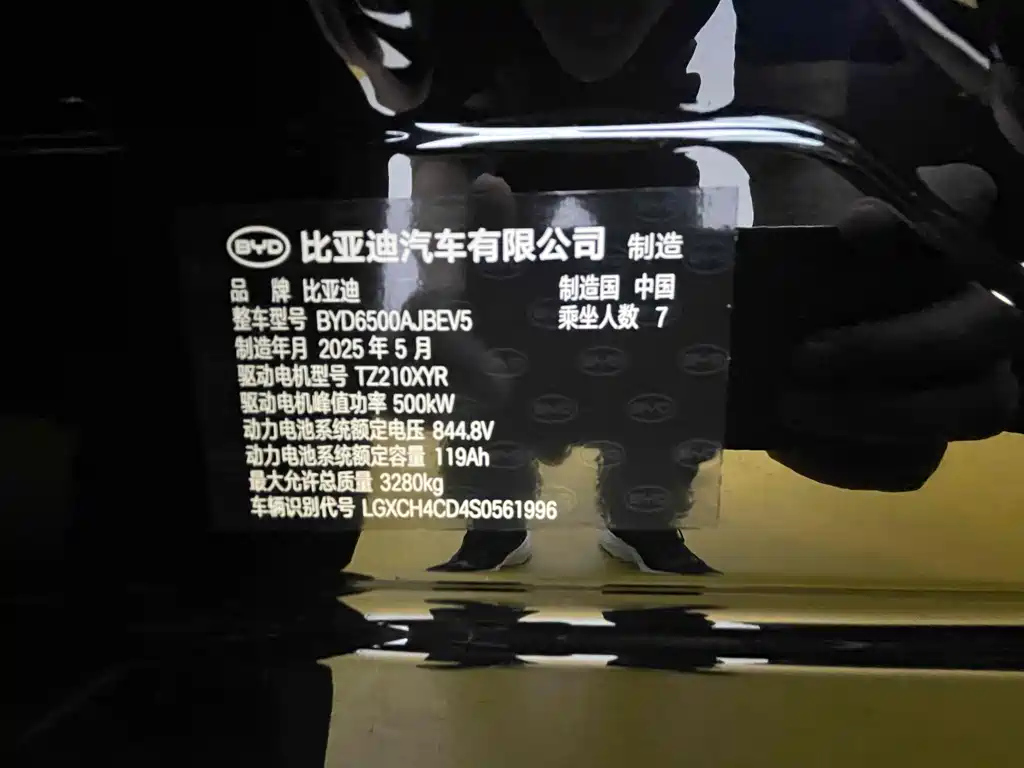 BYD 比亚迪汽车有限公司 制造
品 牌 比亚迪 制造国 中国
整车型号 BYD6500AJBEV5 乘坐人数 7
制造年月 2025 年 5 月
驱动电机型号 TZ210XYR
驱动电机峰值功率 500kW
动力电池系统额定电压 844.8V
动力电池系统额定容量 119Ah
最大允许总质量 3280kg
车辆识别代号 LGXCH4CD4S0561996